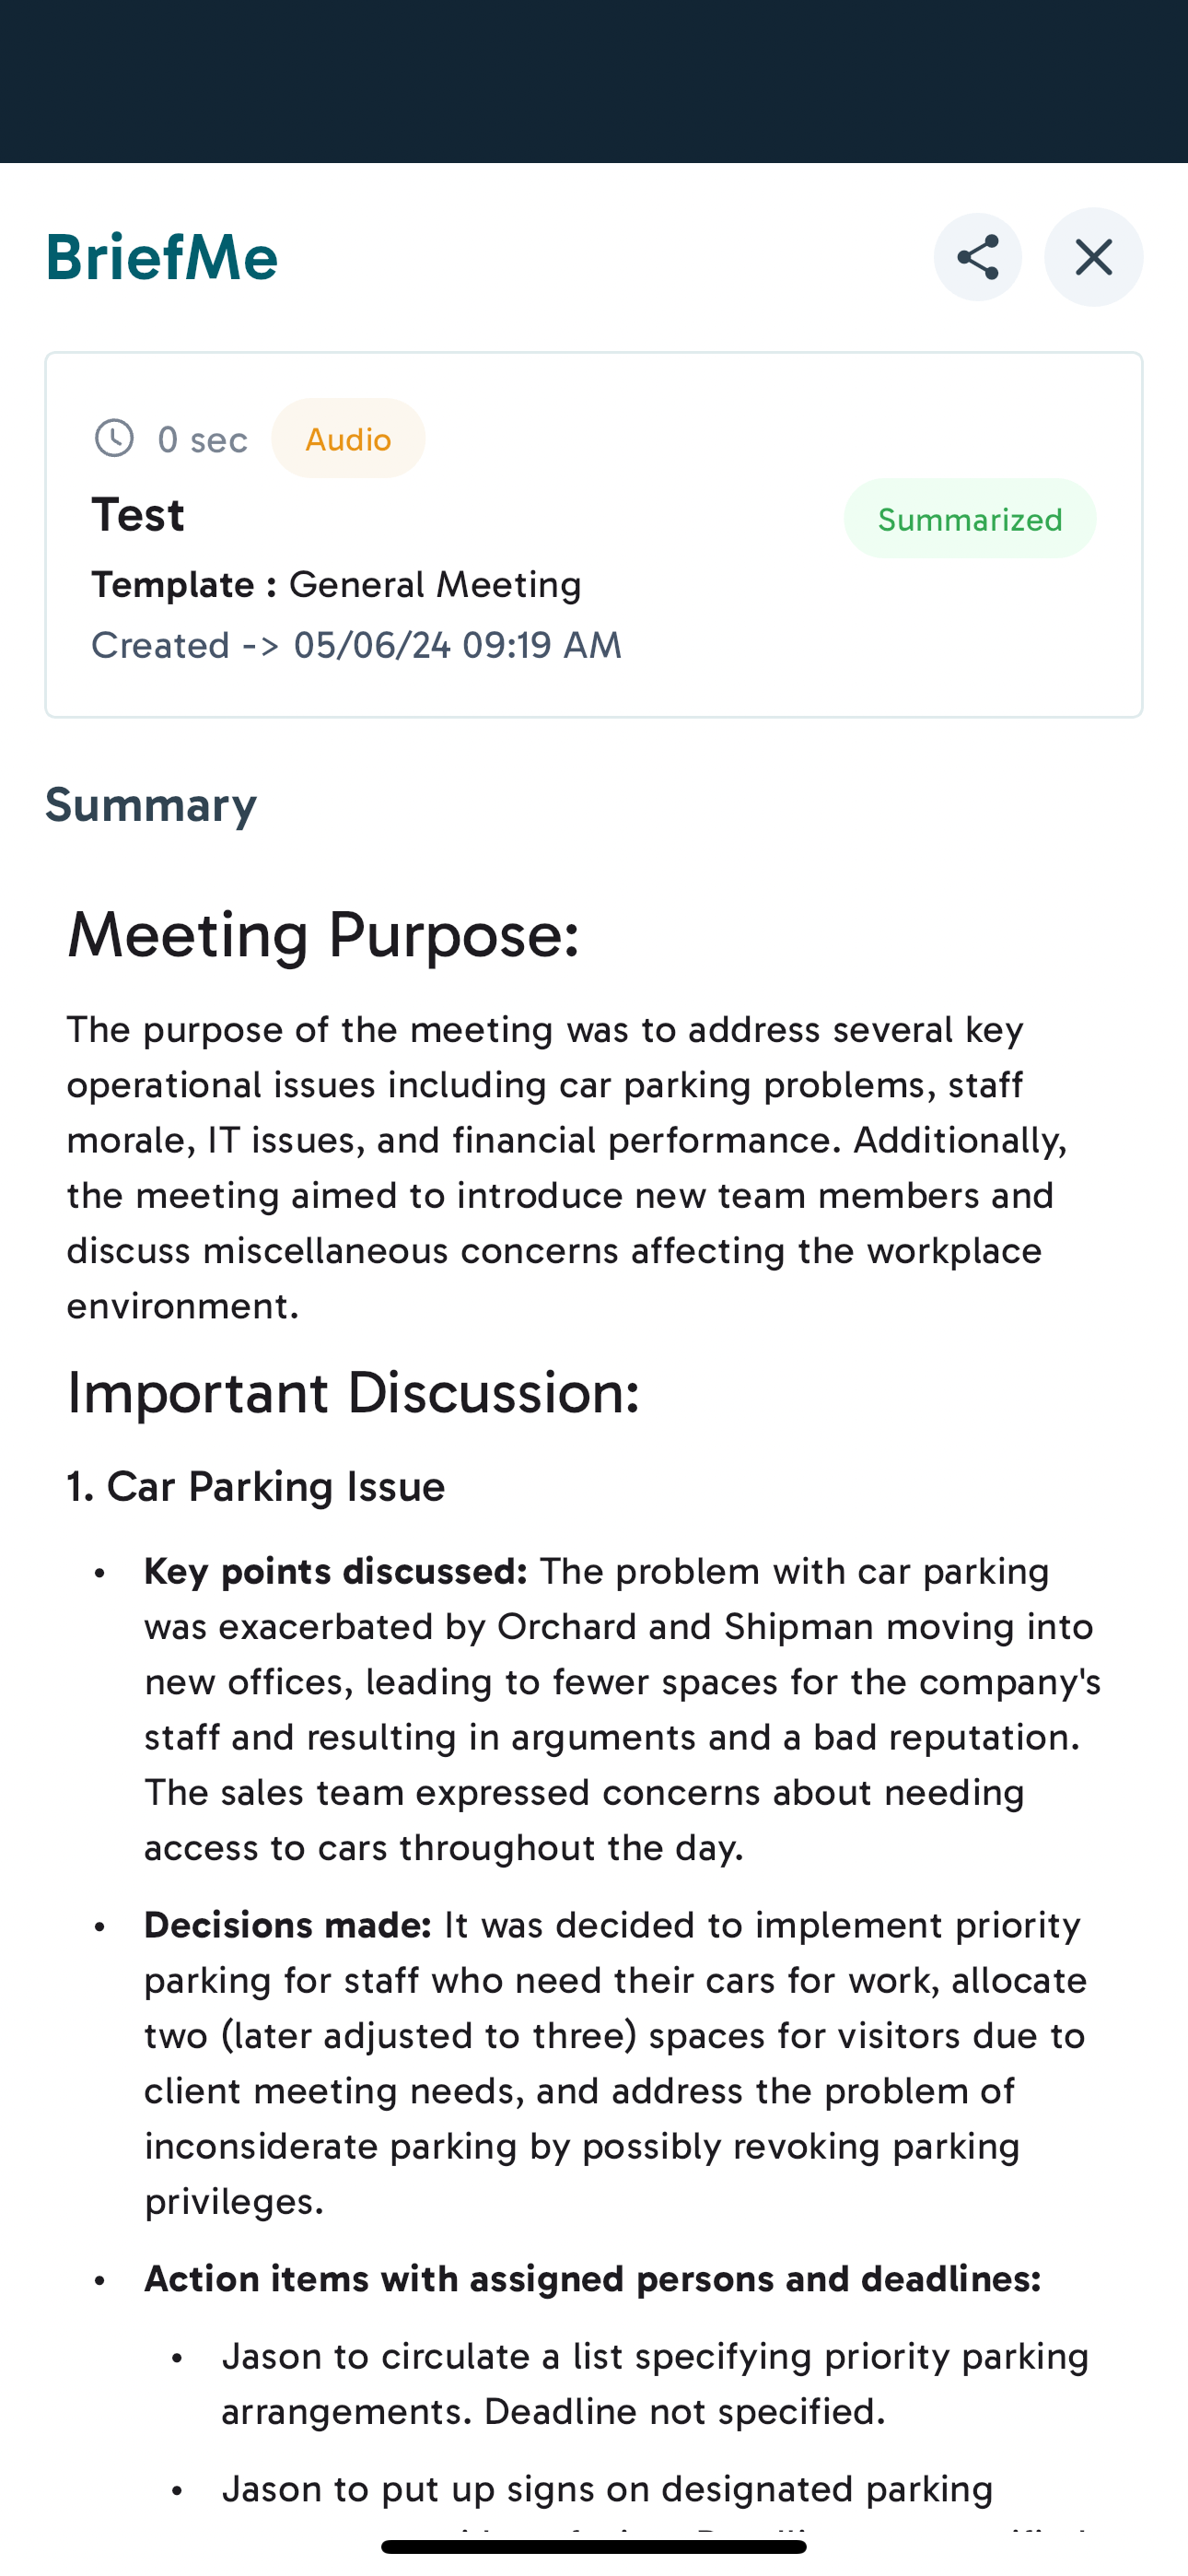 BriefMe
0 sec
Audio
Test
Summarized
Template : General Meeting
Created -> 05/06/24 09:19 AM
Summary
Meeting Purpose:
The purpose of the meeting was to address several key
operational issues including car parking problems, staff
morale, IT issues, and financial performance. Additionally,
the meeting aimed to introduce new team members and
discuss miscellaneous concerns affecting the workplace
environment.
Important Discussion:
1. Car Parking Issue
• Key points discussed: The problem with car parking
was exacerbated by Orchard and Shipman moving into
new offices, leading to fewer spaces for the company's
staff and resulting in arguments and a bad reputation.
The sales team expressed concerns about needing
access to cars throughout the day.
• Decisions made: It was decided to implement priority
parking for staff who need their cars for work, allocate
two (later adjusted to three) spaces for visitors due to
client meeting needs, and address the problem of
inconsiderate parking by possibly revoking parking
privileges.
• Action items with assigned persons and deadlines:
• Jason to circulate a list specifying priority parking
arrangements. Deadline not specified.
• Jason to put up signs on designated parking